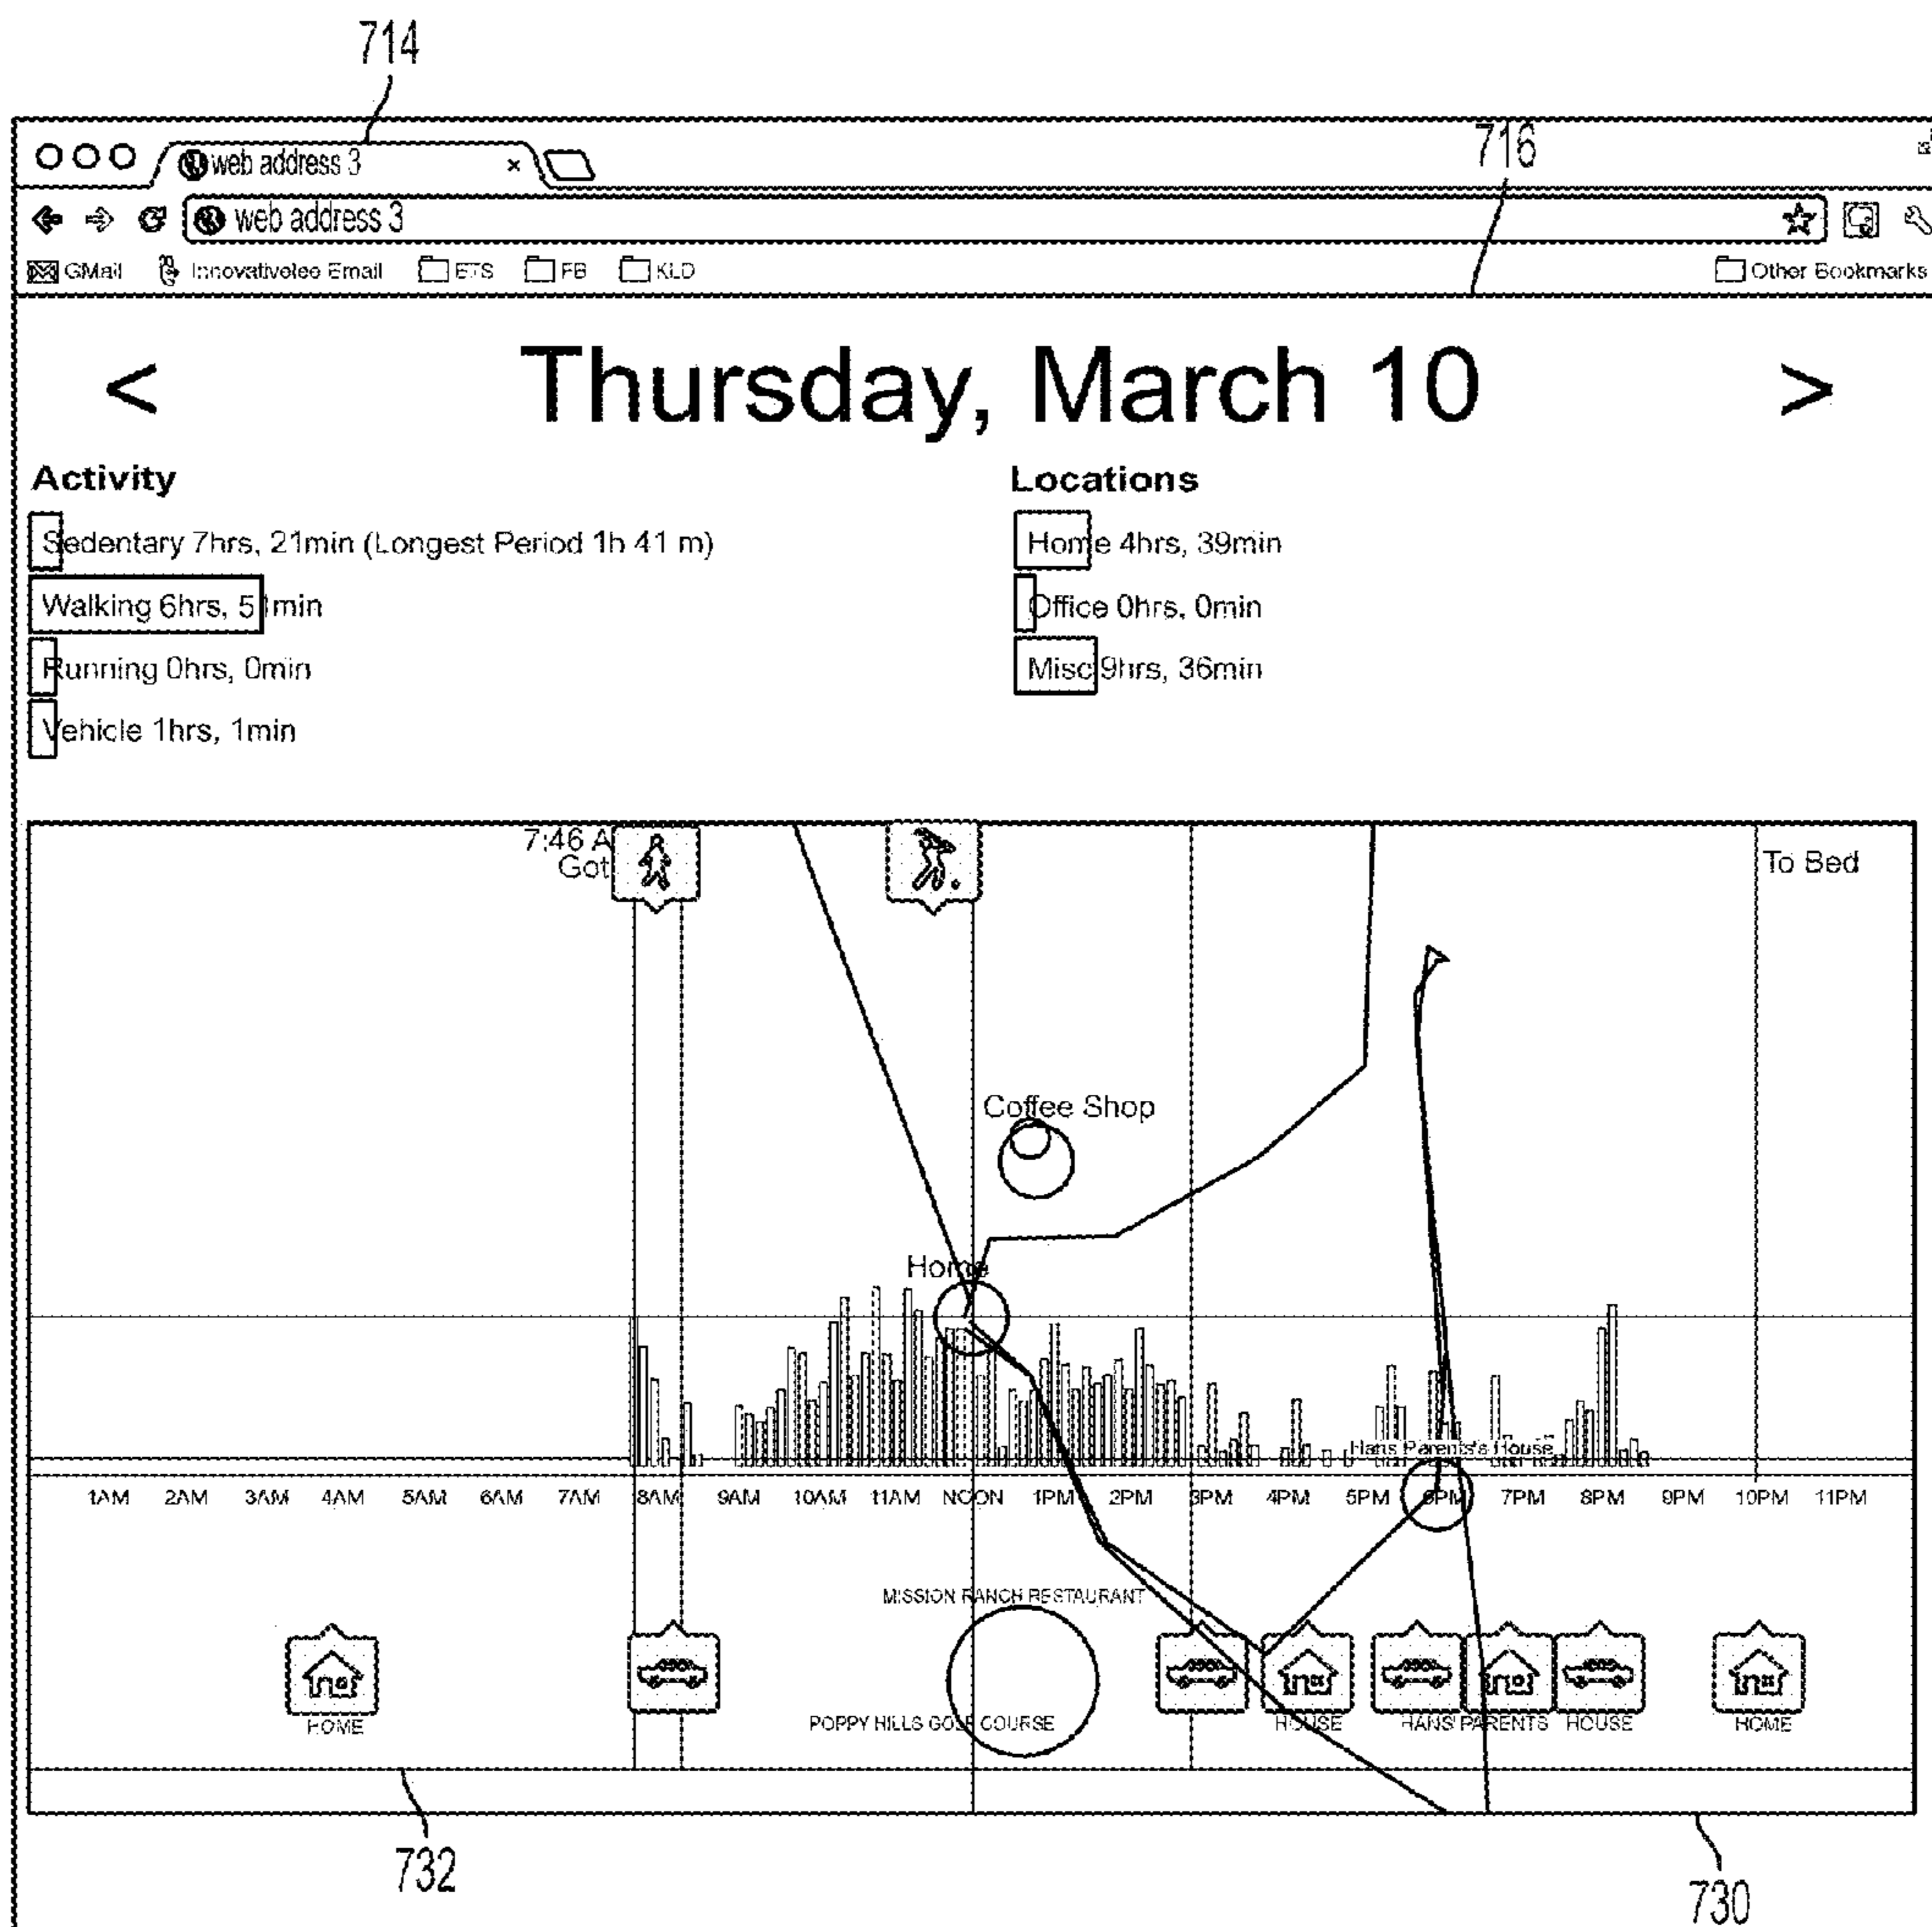 714
716
web address 3 ×
web address 3
GMail Innovativelee Email ETS FB KLD Other Bookmarks
< Thursday, March 10 >
Activity
Sedentary 7hrs, 21min (Longest Period 1h 41 m)
Walking 6hrs, 5 min
Running 0hrs, 0min
Vehicle 1hrs, 1min
Locations
Home 4hrs, 39min
Office 0hrs, 0min
Misc 9hrs, 36min
7:46 A
Got
To Bed
Coffee Shop
Home
Hans Parents's House
1AM 2AM 3AM 4AM 5AM 6AM 7AM 8AM 9AM 10AM 11AM NOON 1PM 2PM 3PM 4PM 5PM 6PM 7PM 8PM 9PM 10PM 11PM
MISSION RANCH RESTAURANT
HOME POPPY HILLS GOLF COURSE HOUSE HANS' PARENTS HOUSE HOME
732
730